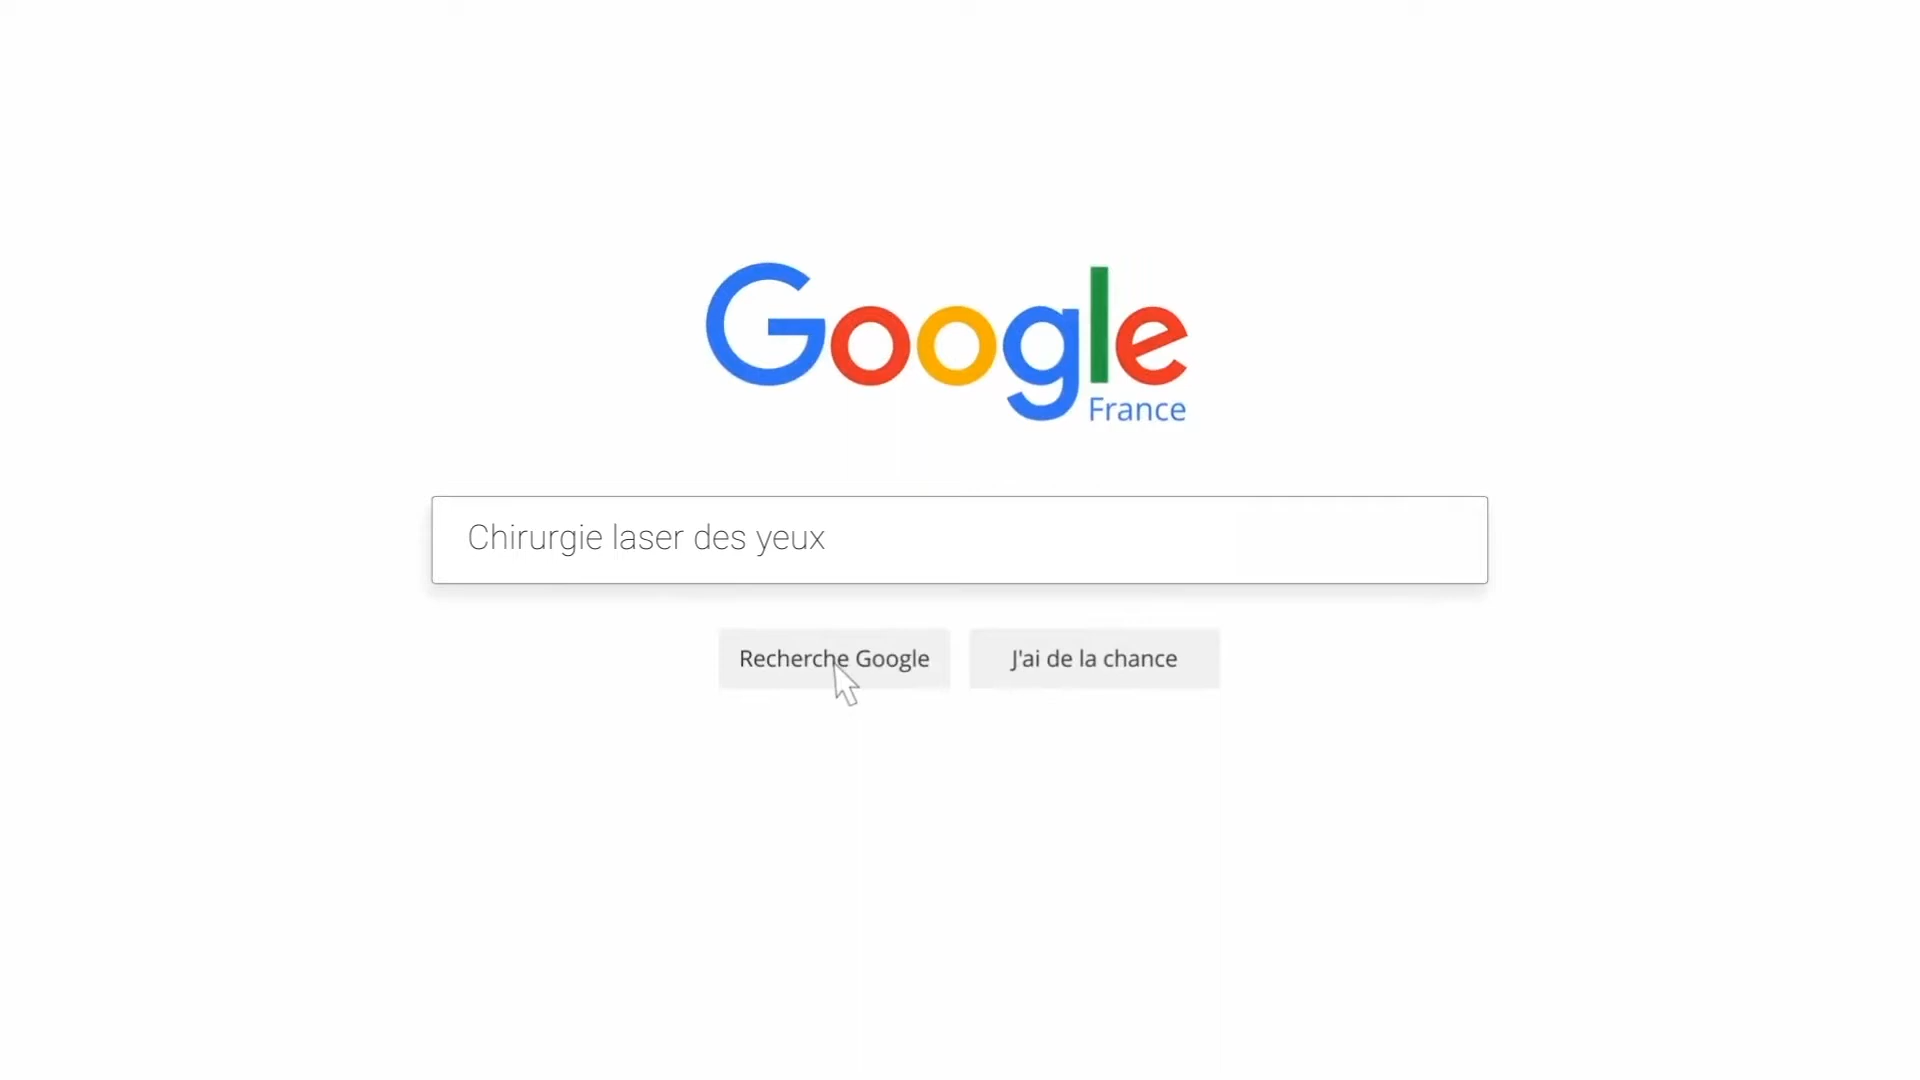 Google
France
Chirurgie laser des yeux
Recherche Google
J'ai de la chance